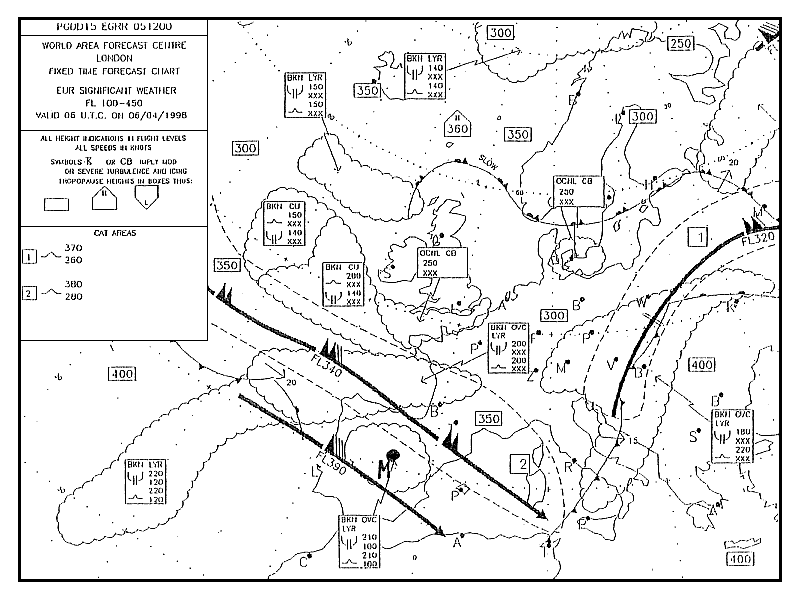 PGDD15 EGRR 051200
WORLD AREA FORECAST CENTRE
LONDON
FIXED TIME FORECAST CHART
EUR SIGNIFICANT WEATHER
FL 100-450
VALID 06 U.T.C. ON 06/04/1998
ALL HEIGHT INDICATIONS IN FLIGHT LEVELS
ALL SPEEDS IN KNOTS
SYMBOLS K OR CB IMPLY MOD
OR SEVERE TURBULENCE AND ICING
TROPOPAUSE HEIGHTS IN BOXES THUS:
H
L
CAT AREAS
1 370
260
2 380
280
300
250
BKN LYR
140
XXX
140
XXX
350
BKN LYR
150
XXX
150
XXX
360
350
300
20
300
SLOW
20
OCNL CB
250
XXX
BKN CU
150
XXX
140
XXX
1
FL320
OCNL CB
250
XXX
350
BKN CU
200
XXX
140
XXX
300
BKN OVC
LYR
200
XXX
200
XXX
FL340
400
20
400
350
BKN OVC
LYR
180
XXX
220
XXX
15
FL390
M
2
BKN LYR
220
120
220
120
BKN OVC
LYR
210
100
210
100
400
A
C
P
B
R
S
V
M
W
K